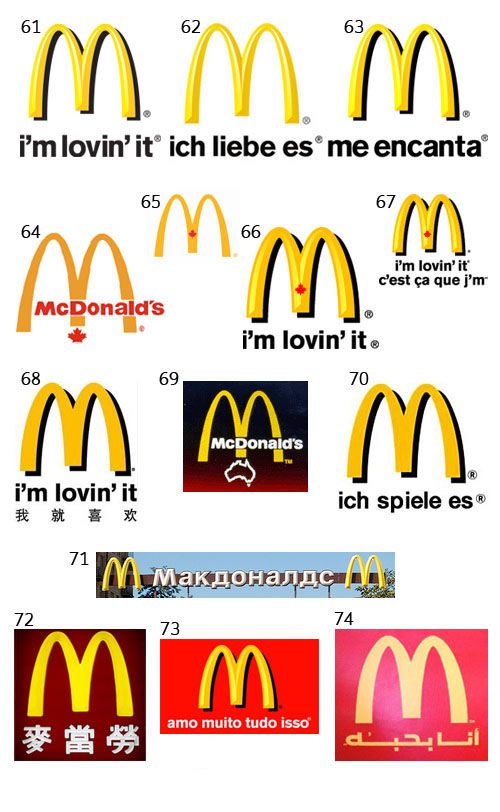 61
62
63
®
®
®
i'm lovin' it®
ich liebe es®
me encanta®
64
65
66
67
McDonald's
®
®
®
i'm lovin' it®
i'm lovin' it
c'est ça que j'm
68
69
70
i'm lovin' it
我 就 喜 欢
McDonald's
TM
®
ich spiele es®
71
Макдоналдс
72
73
74
麥當勞
amo muito tudo isso®
أنا بحبه